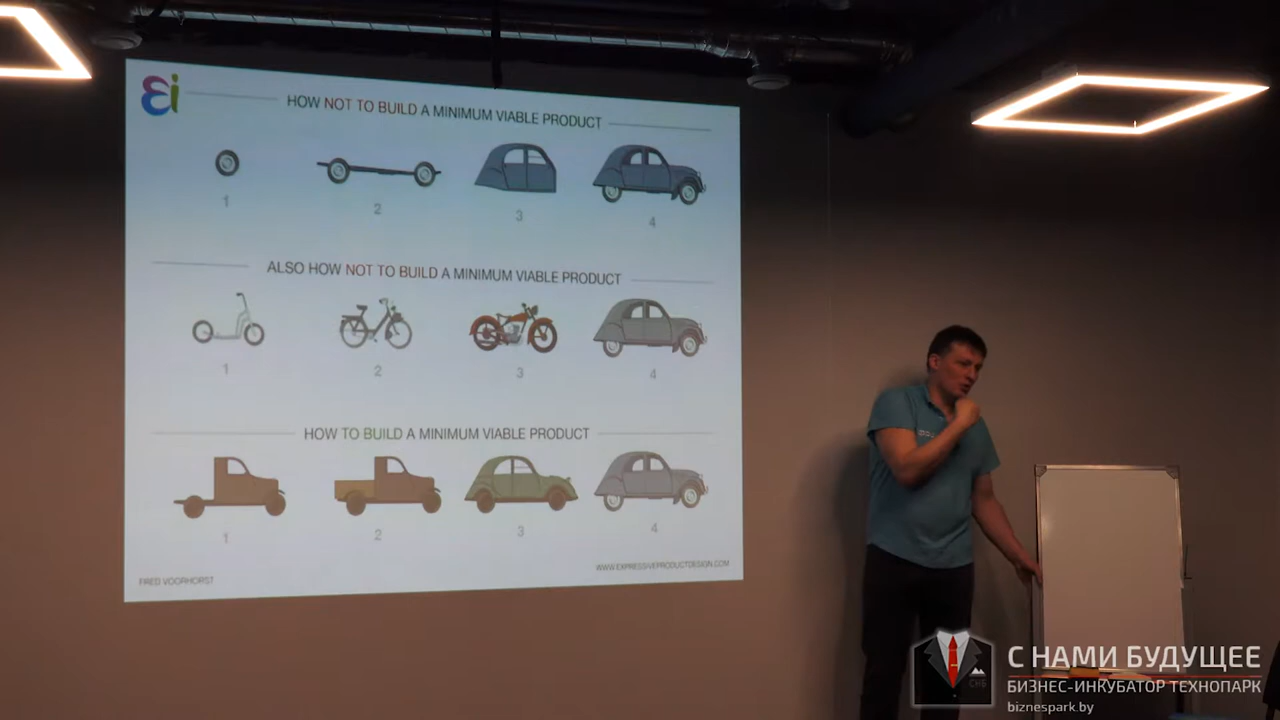 Ei
HOW NOT TO BUILD A MINIMUM VIABLE PRODUCT
1
2
3
4
ALSO HOW NOT TO BUILD A MINIMUM VIABLE PRODUCT
1
2
3
4
HOW TO BUILD A MINIMUM VIABLE PRODUCT
1
2
3
4
FRED VOORHORST
WWW.EXPRESSIVEPRODUCTDESIGN.COM
СНБ
С НАМИ БУДУЩЕЕ
БИЗНЕС-ИНКУБАТОР ТЕХНОПАРК
biznespark.by